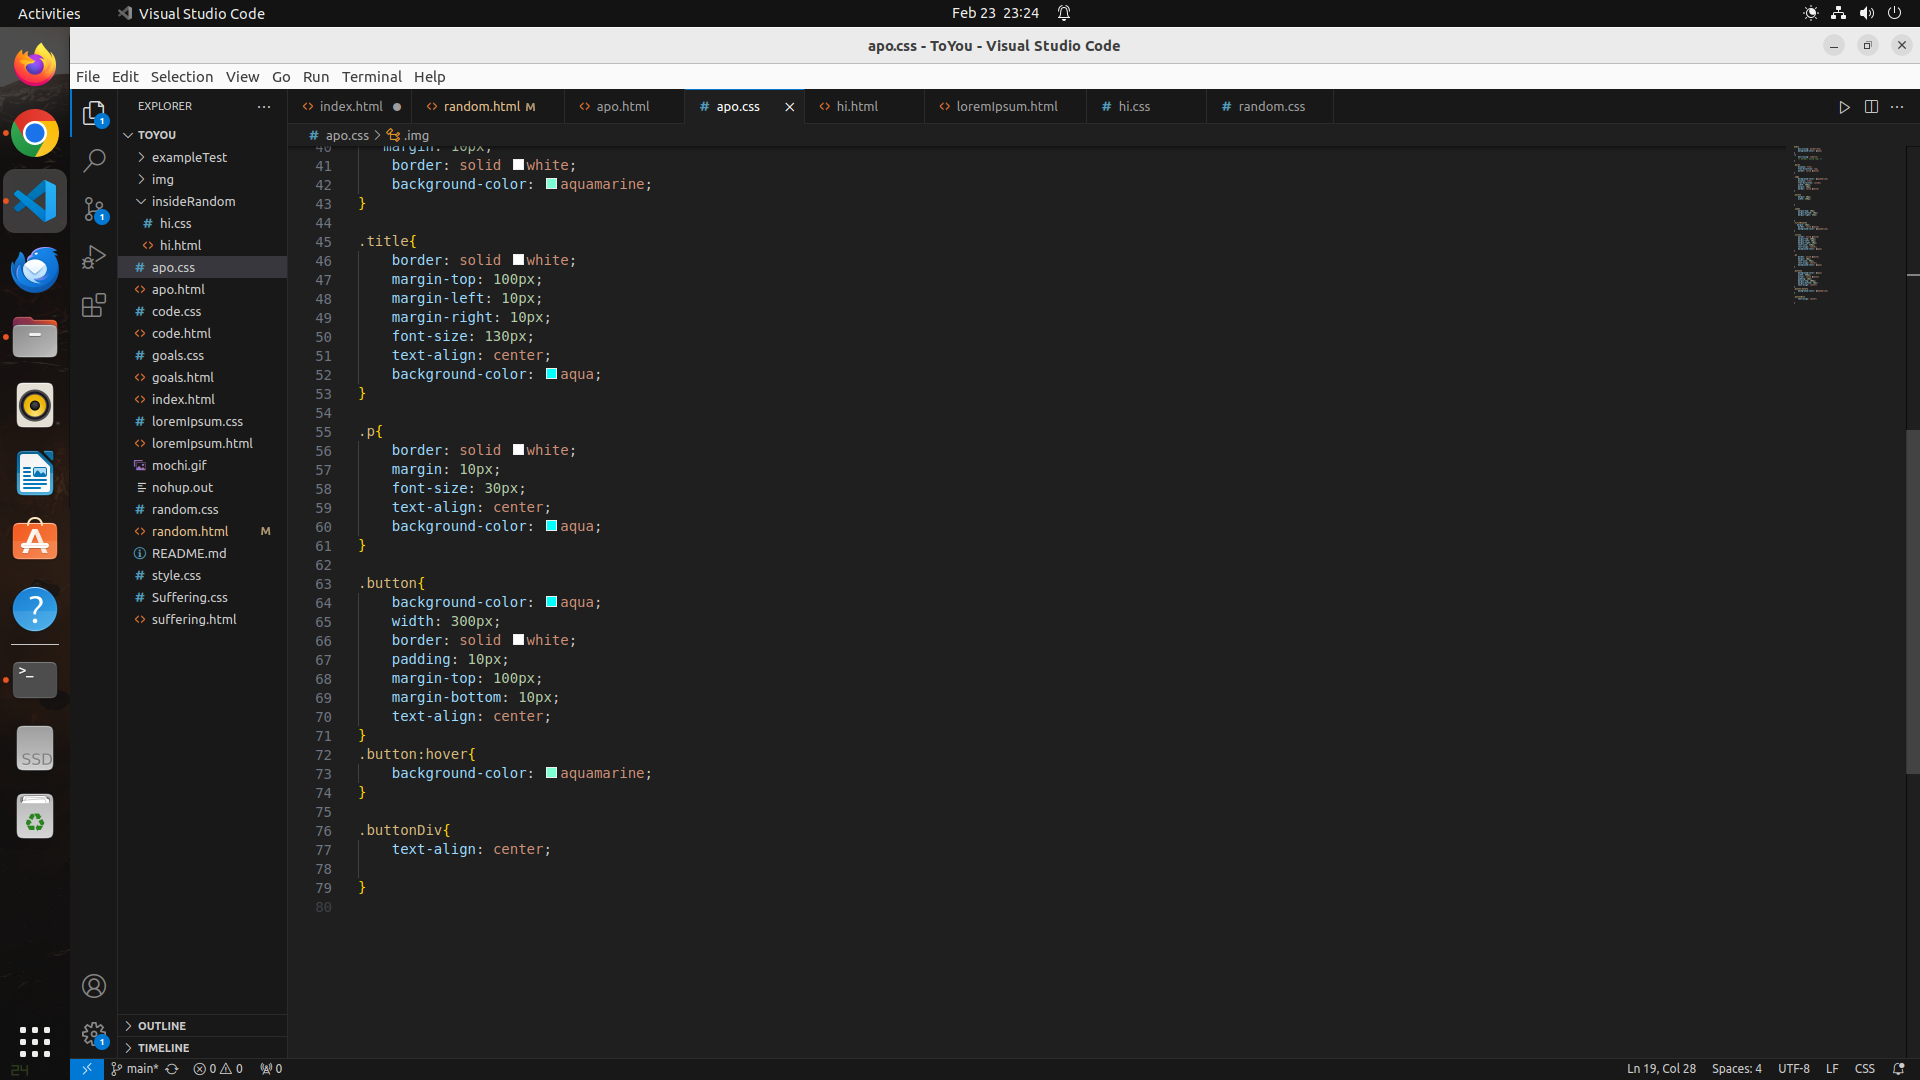 Activities Visual Studio Code Feb 23 23:24
apo.css - ToYou - Visual Studio Code
File Edit Selection View Go Run Terminal Help
EXPLORER
index.html random.html M apo.html apo.css hi.html loremIpsum.html hi.css random.css
apo.css > .img
TOYOU
exampleTest
img
insideRandom
hi.css
hi.html
apo.css
apo.html
code.css
code.html
goals.css
goals.html
index.html
loremIpsum.css
loremIpsum.html
mochi.gif
nohup.out
random.css
random.html M
README.md
style.css
Suffering.css
suffering.html
OUTLINE
TIMELINE
40 margin: 10px;
41 border: solid white;
42 background-color: aquamarine;
43 }
44
45 .title{
46 border: solid white;
47 margin-top: 100px;
48 margin-left: 10px;
49 margin-right: 10px;
50 font-size: 130px;
51 text-align: center;
52 background-color: aqua;
53 }
54
55 .p{
56 border: solid white;
57 margin: 10px;
58 font-size: 30px;
59 text-align: center;
60 background-color: aqua;
61 }
62
63 .button{
64 background-color: aqua;
65 width: 300px;
66 border: solid white;
67 padding: 10px;
68 margin-top: 100px;
69 margin-bottom: 10px;
70 text-align: center;
71 }
72 .button:hover{
73 background-color: aquamarine;
74 }
75
76 .buttonDiv{
77 text-align: center;
78
79 }
80
1
1
1
SSD
24
main* 0 0 0 Ln 19, Col 28 Spaces: 4 UTF-8 LF CSS